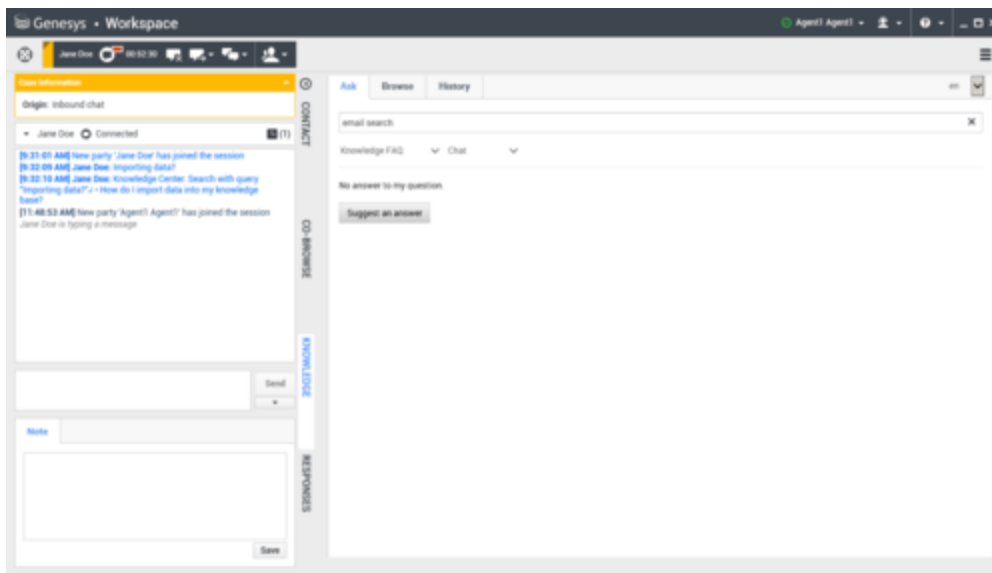 Genesys • Workspace
Agent1 Agent1
Jane Doe 00:52:30
Case Information
Origin: Inbound chat
Jane Doe Connected (1)
[9:31:01 AM] New party 'Jane Doe' has joined the session
[9:32:09 AM] Jane Doe: Importing data?
[9:32:10 AM] Jane Doe: Knowledge Center: Search with query
"Importing data?" - How do I import data into my knowledge
base?
[11:48:53 AM] New party 'Agent1 Agent1' has joined the session
Jane Doe is typing a message
Send
Note
Save
CONTACT
CO-BROWSE
KNOWLEDGE
RESPONSES
Ask Browse History
en
email search
Knowledge FAQ Chat
No answer to my question.
Suggest an answer